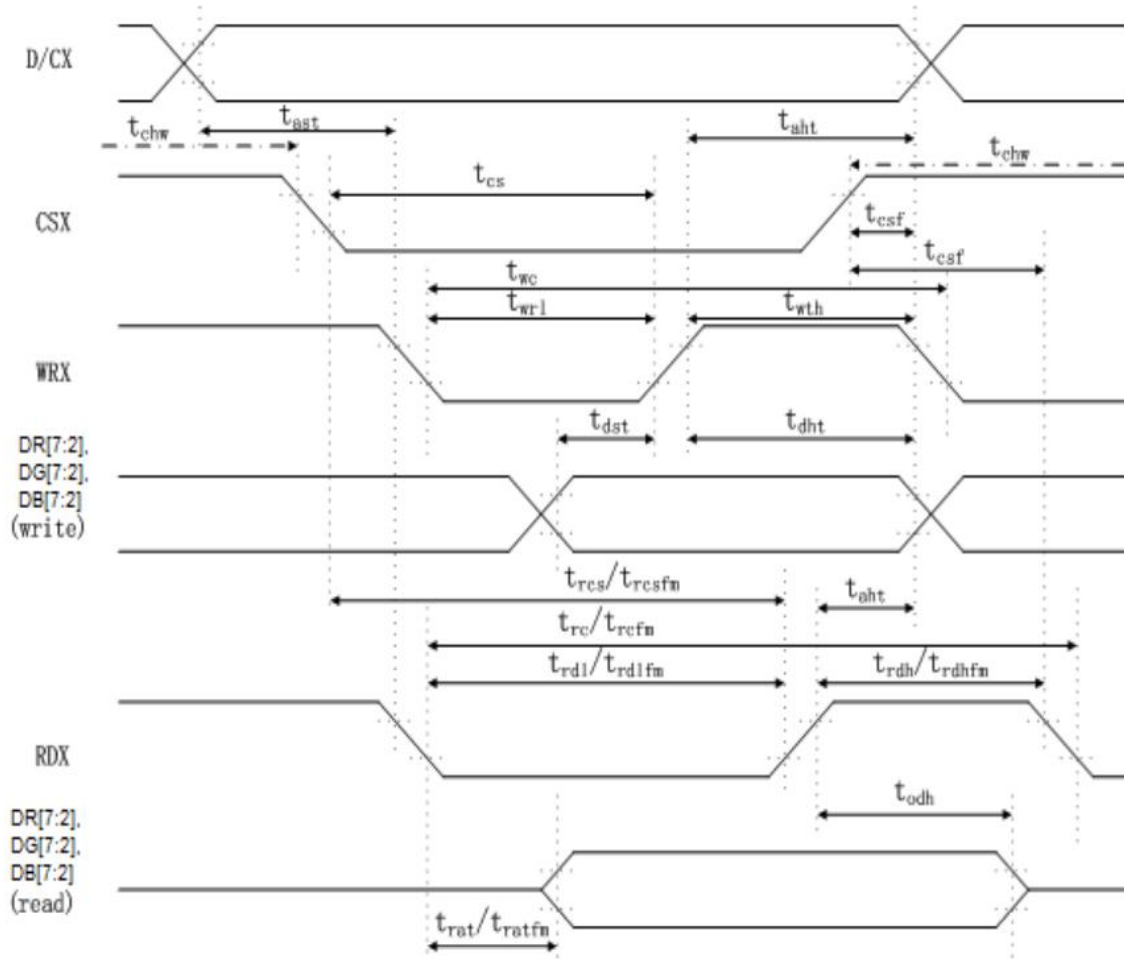 D/CX
t_ast
t_aht
t_chw
t_chw
t_cs
CSX
t_csf
t_csf
t_wc
t_wrl
t_wth
WRX
t_dst
t_dht
DR[7:2],
DG[7:2],
DB[7:2]
(write)
t_rcs/t_rcsfm
t_aht
t_rc/t_rcfm
t_rdl/t_rdlfm
t_rdh/t_rdhfm
RDX
t_odh
DR[7:2],
DG[7:2],
DB[7:2]
(read)
t_rat/t_ratfm